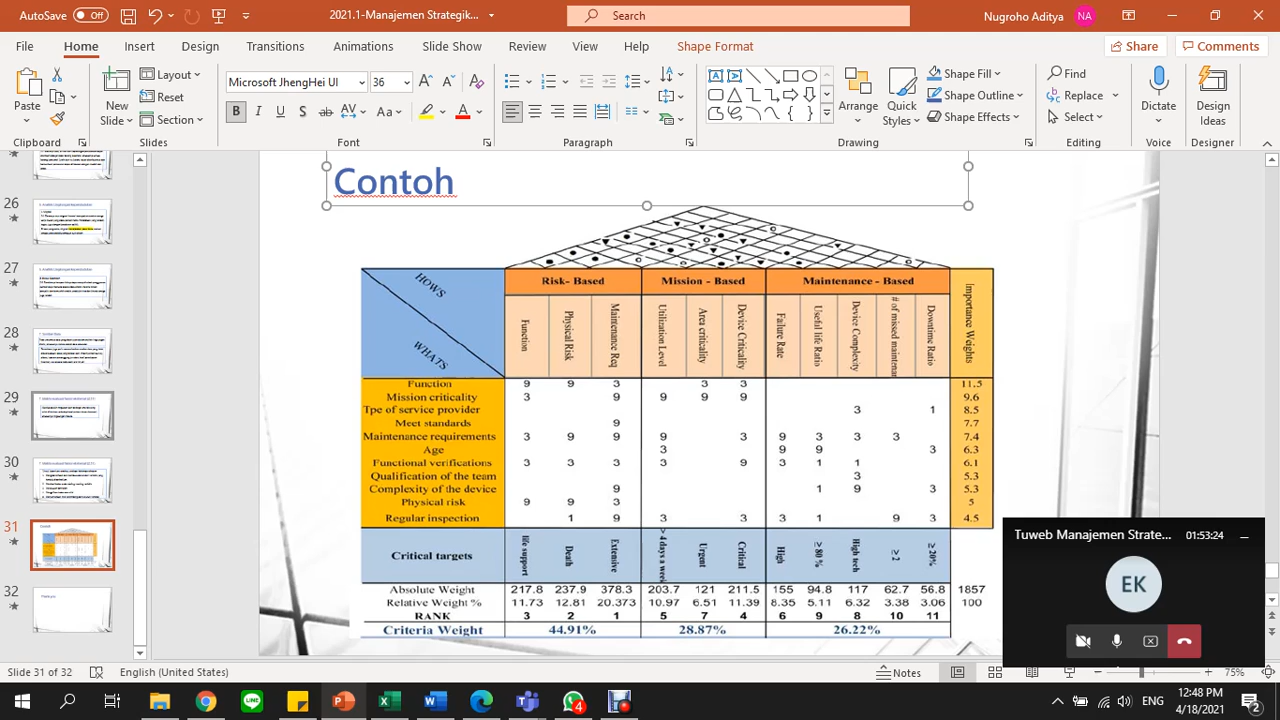 AutoSave Off 2021.1-Manajemen Strategik... Search Nugroho Aditya NA
File Home Insert Design Transitions Animations Slide Show Review View Help Shape Format Share Comments
Paste New Slide Layout Reset Section Microsoft JhengHei UI 36 Arrange Quick Styles Shape Fill Shape Outline Shape Effects Find Replace Select Dictate Design Ideas
Clipboard Slides Font Paragraph Drawing Editing Voice Designer
26
27
28
29
30
31
32
Contoh
HOWS
WHATS
Risk- Based Mission - Based Maintenance - Based Importance Weights
Function Physical Risk Maintenance Req Utilization Level Area criticality Device Criticality Failure Rate Useful life Ratio Device Complexity # of missed maintenan Downtime Ratio
Function 9 9 3 3 3 11.5
Mission criticality 3 9 9 9 9 9.6
Tpe of service provider 3 1 8.5
Meet standards 9 7.7
Maintenance requirements 3 9 9 9 3 9 3 3 3 7.4
Age 3 9 9 3 6.3
Functional verifications 3 3 3 3 9 3 1 1 6.1
Qualification of the team 3 5.3
Complexity of the device 9 1 9 3 5.3
Physical risk 9 9 3 5
Regular inspection 1 9 3 3 3 1 9 3 4.5
Critical targets life support Death Extensive > 4 days a week Urgent Critical High ≥ 80 % High tech ≥ 2 ≥ 20%
Absolute Weight 217.8 237.9 378.3 203.7 121 211.5 155 94.8 117 62.7 56.8 1857
Relative Weight % 11.73 12.81 20.373 10.97 6.51 11.39 8.35 5.11 6.32 3.38 3.06 100
RANK 3 2 1 5 7 4 6 9 8 10 11
Criteria Weight 44.91% 28.87% 26.22%
Tuweb Manajemen Strate... 01:53:24
EK
Slide 31 of 32 English (United States) Notes 75%
4
ENG 12:48 PM
4/18/2021
2